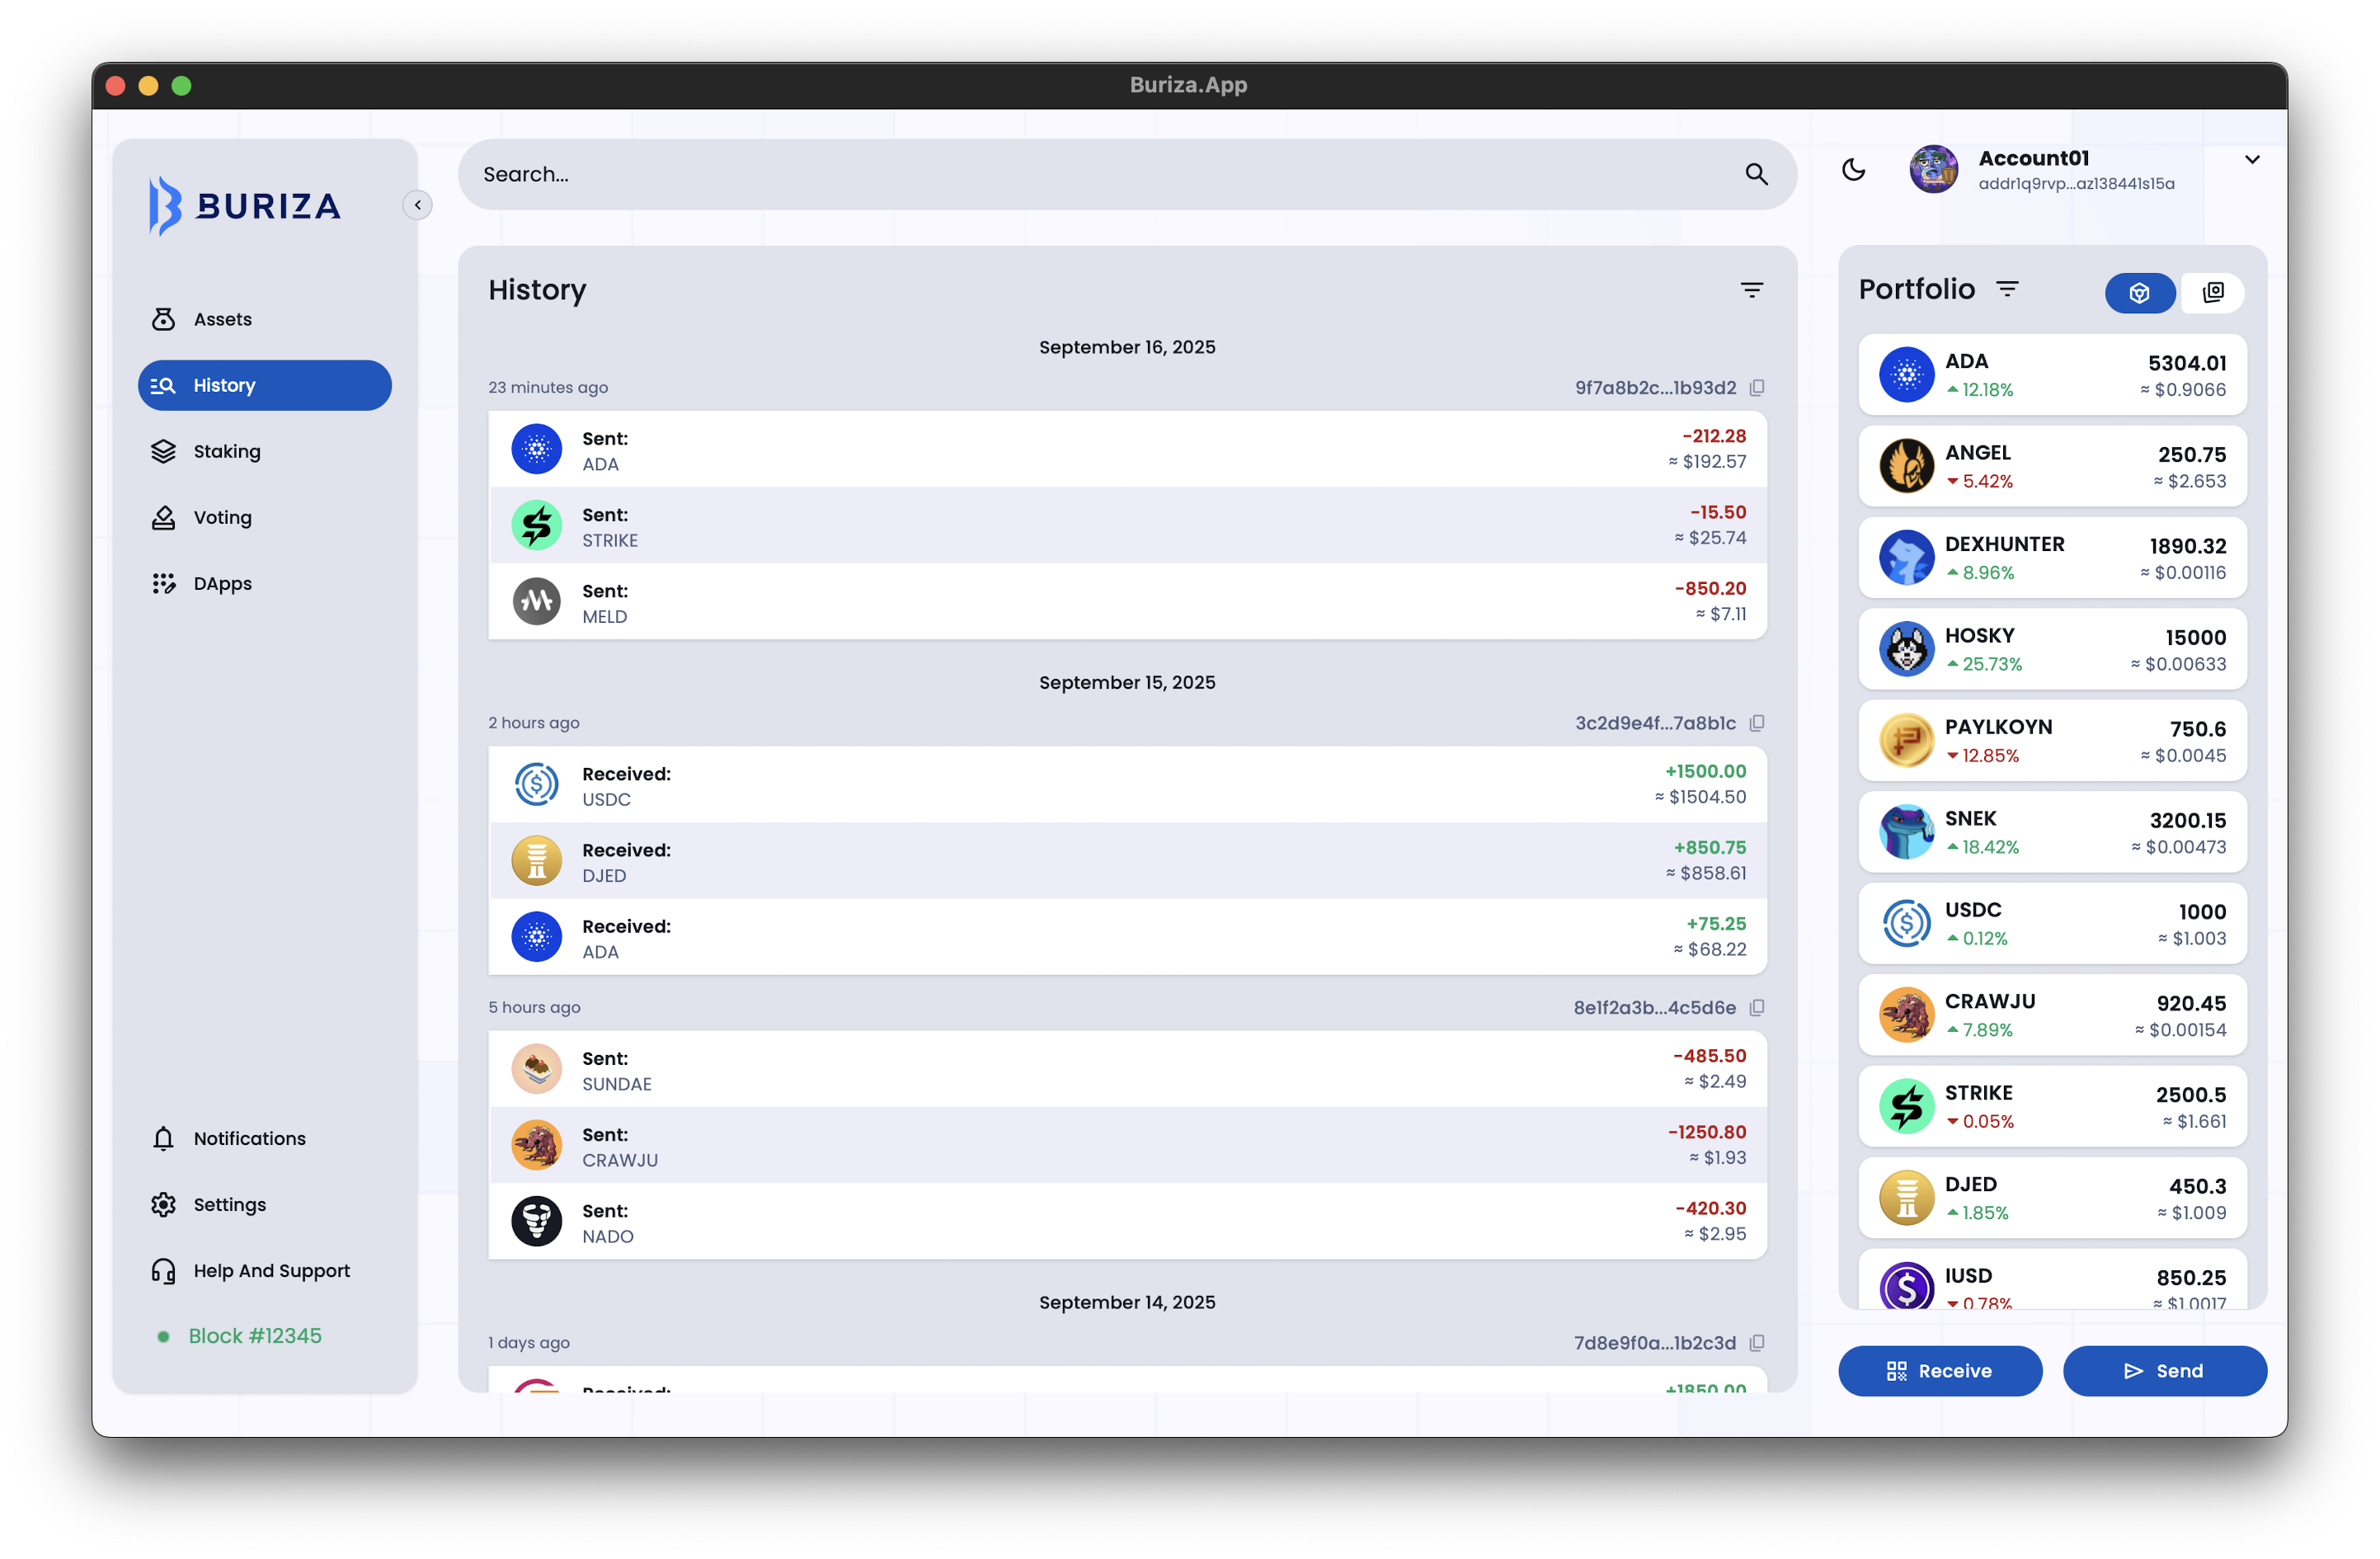 Buriza.App
BURIZA
Assets
History
Staking
Voting
DApps
Notifications
Settings
Help And Support
Block #12345
Search...
Account01
addr1q9rvp...az138441s15a
History
September 16, 2025
23 minutes ago
9f7a8b2c...1b93d2
Sent:
-212.28
ADA
≈ $192.57
Sent:
-15.50
STRIKE
≈ $25.74
Sent:
-850.20
MELD
≈ $7.11
September 15, 2025
2 hours ago
3c2d9e4f...7a8b1c
Received:
+1500.00
USDC
≈ $1504.50
Received:
+850.75
DJED
≈ $858.61
Received:
+75.25
ADA
≈ $68.22
5 hours ago
8e1f2a3b...4c5d6e
Sent:
-485.50
SUNDAE
≈ $2.49
Sent:
-1250.80
CRAWJU
≈ $1.93
Sent:
-420.30
NADO
≈ $2.95
September 14, 2025
1 days ago
7d8e9f0a...1b2c3d
Received:
+1850.00
Portfolio
ADA
5304.01
12.18%
≈ $0.9066
ANGEL
250.75
5.42%
≈ $2.653
DEXHUNTER
1890.32
8.96%
≈ $0.00116
HOSKY
15000
25.73%
≈ $0.00633
PAYLKOYN
750.6
12.85%
≈ $0.0045
SNEK
3200.15
18.42%
≈ $0.00473
USDC
1000
0.12%
≈ $1.003
CRAWJU
920.45
7.89%
≈ $0.00154
STRIKE
2500.5
0.05%
≈ $1.661
DJED
450.3
1.85%
≈ $1.009
IUSD
850.25
0.78%
≈ $1.0017
Receive
Send